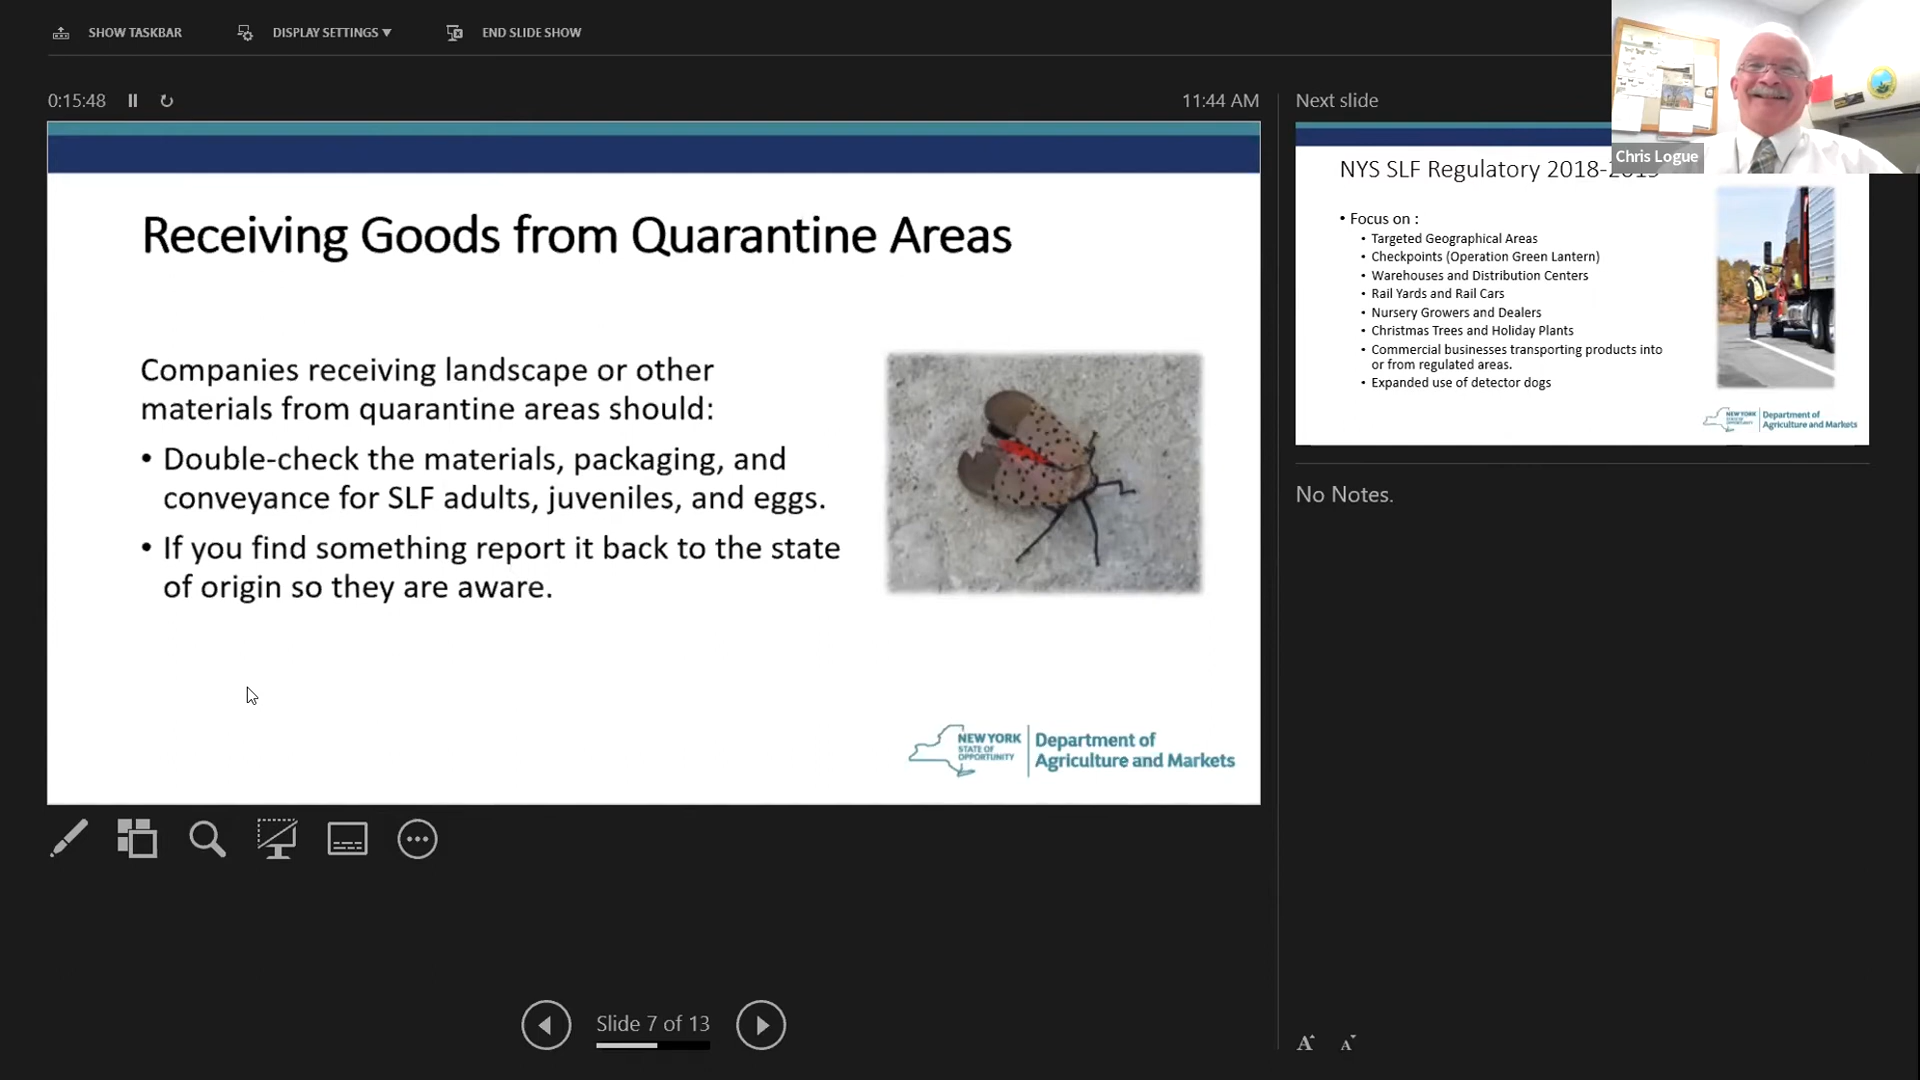 SHOW TASKBAR
DISPLAY SETTINGS ▼
END SLIDE SHOW
0:15:48
11:44 AM
Receiving Goods from Quarantine Areas
Companies receiving landscape or other
materials from quarantine areas should:
• Double-check the materials, packaging, and
conveyance for SLF adults, juveniles, and eggs.
• If you find something report it back to the state
of origin so they are aware.
NEW YORK
STATE OF
OPPORTUNITY
Department of
Agriculture and Markets
Slide 7 of 13
Next slide
Chris Logue
NYS SLF Regulatory 2018-
• Focus on :
• Targeted Geographical Areas
• Checkpoints (Operation Green Lantern)
• Warehouses and Distribution Centers
• Rail Yards and Rail Cars
• Nursery Growers and Dealers
• Christmas Trees and Holiday Plants
• Commercial businesses transporting products into
or from regulated areas.
• Expanded use of detector dogs
NEW YORK
STATE OF
OPPORTUNITY
Department of
Agriculture and Markets
No Notes.
A A